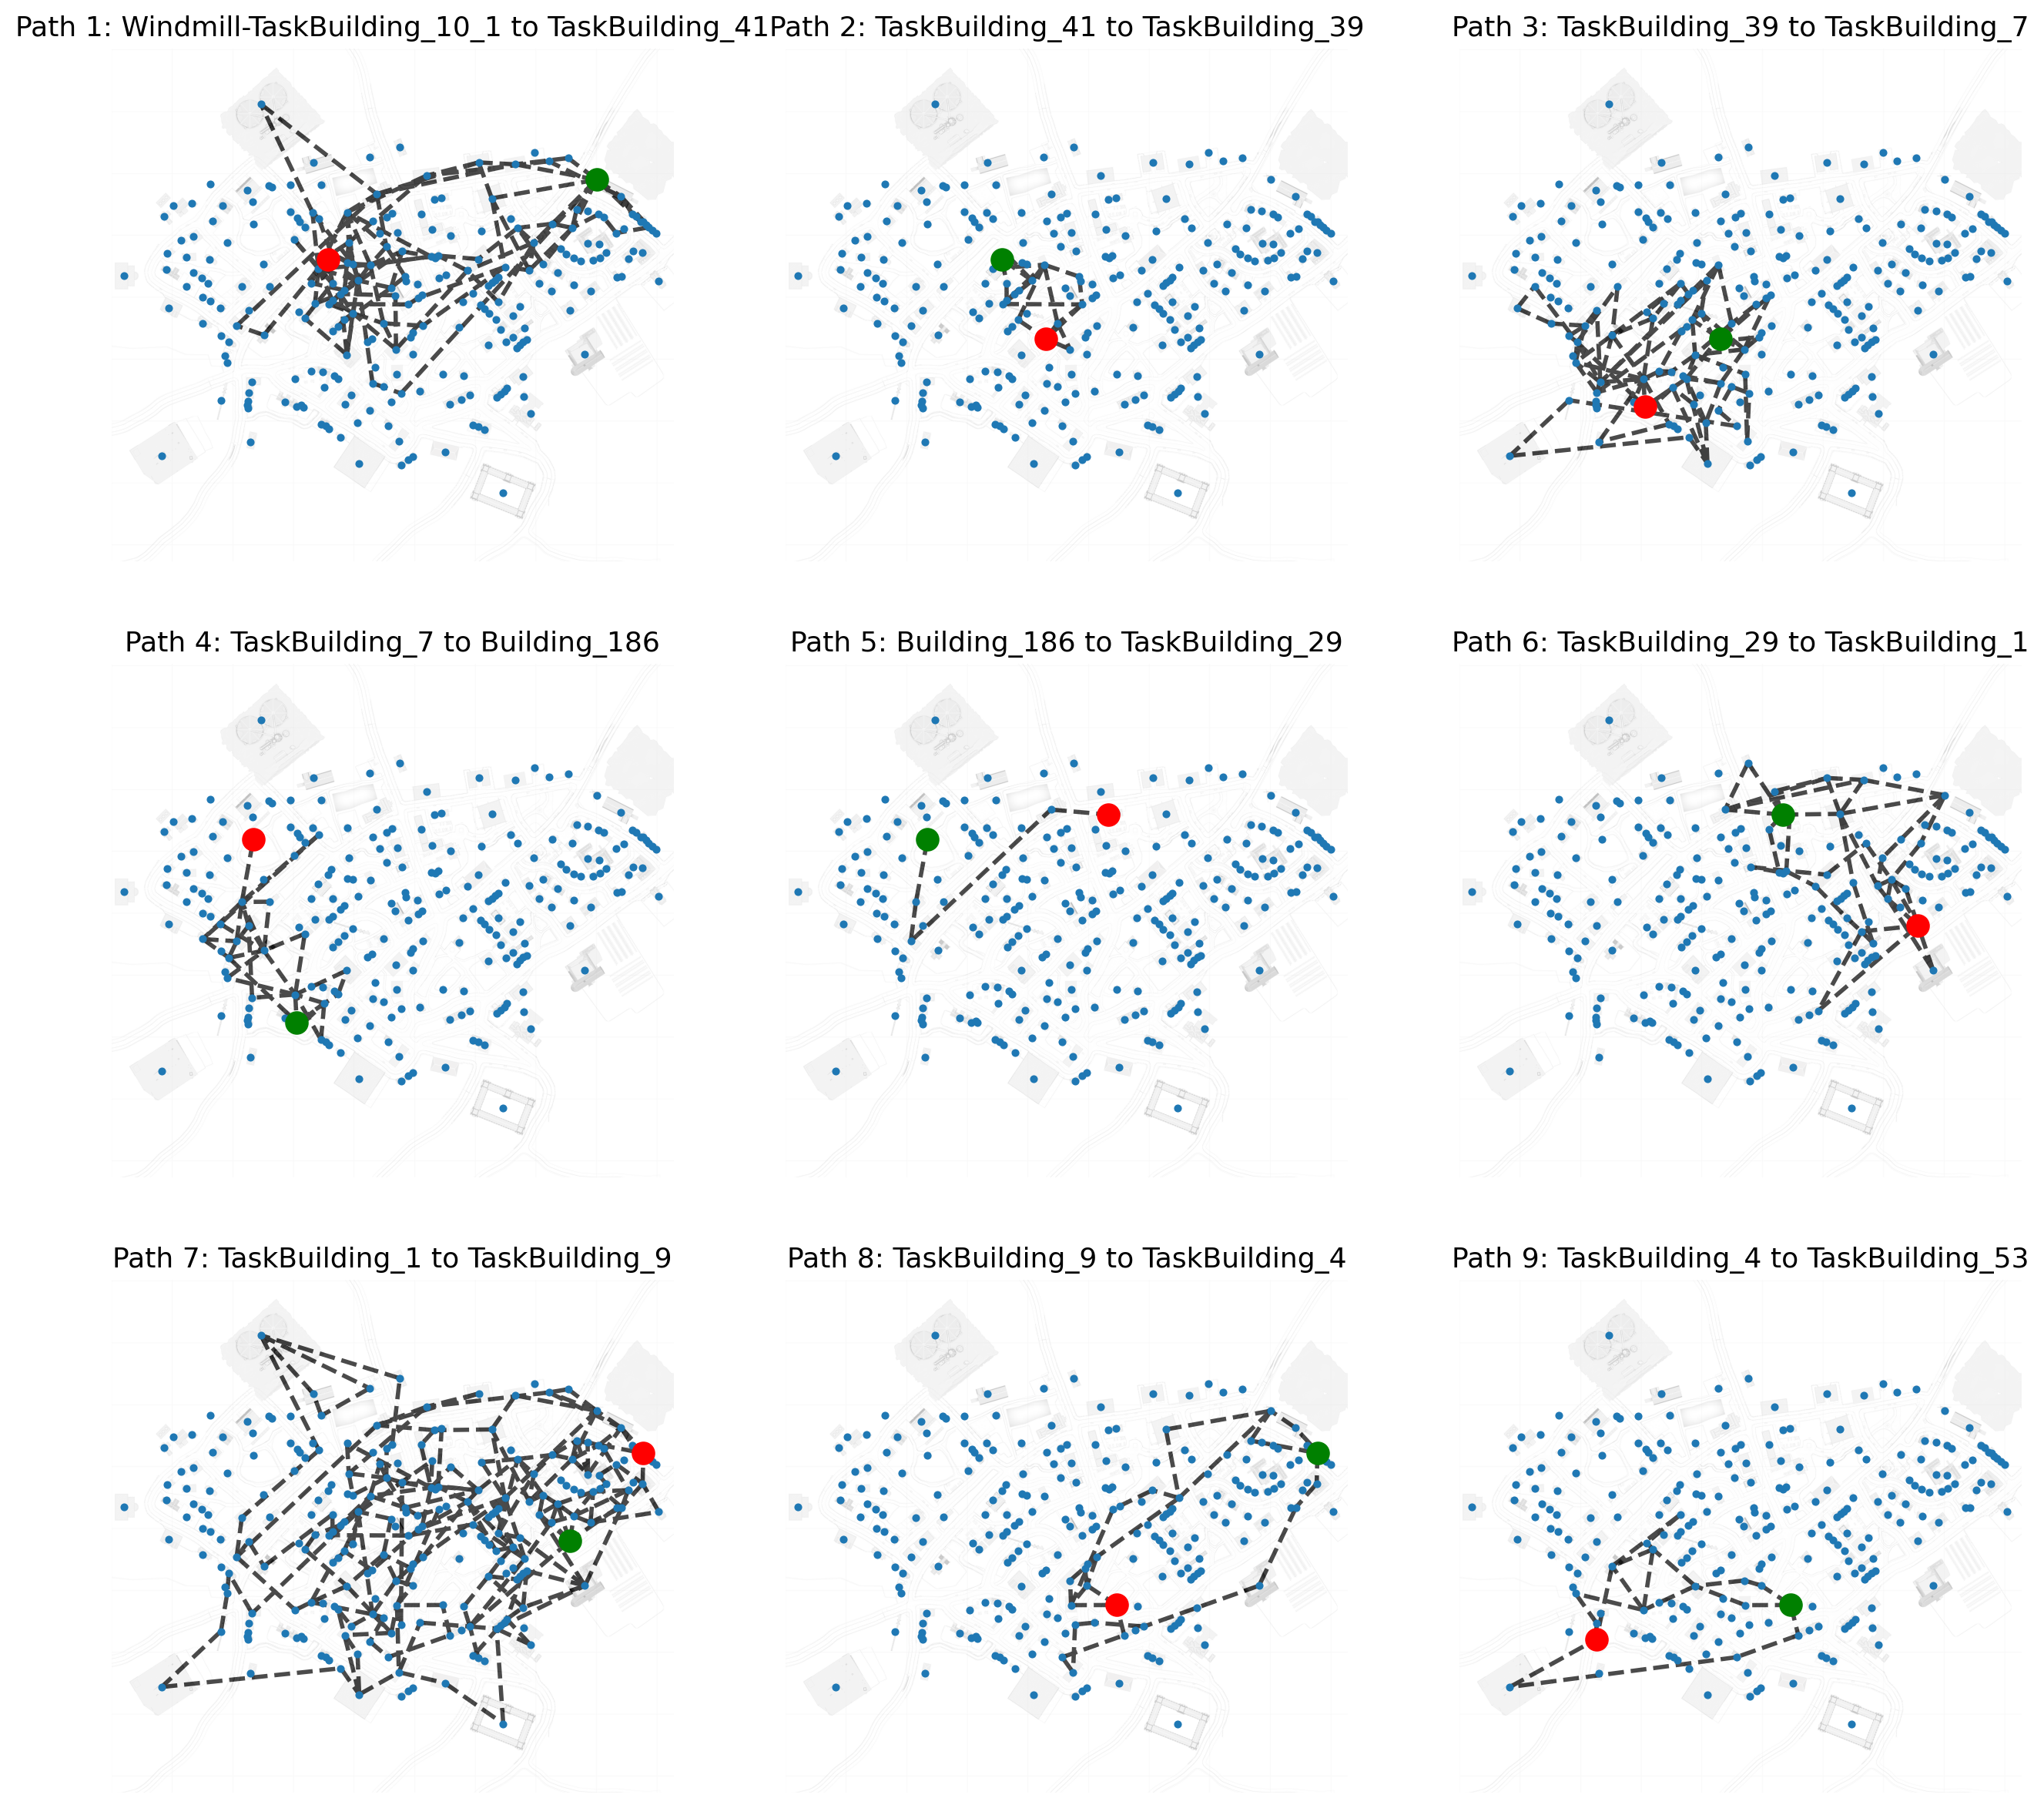 Path 1: Windmill-TaskBuilding_10_1 to TaskBuilding_41
Path 2: TaskBuilding_41 to TaskBuilding_39
Path 3: TaskBuilding_39 to TaskBuilding_7
Path 4: TaskBuilding_7 to Building_186
Path 5: Building_186 to TaskBuilding_29
Path 6: TaskBuilding_29 to TaskBuilding_1
Path 7: TaskBuilding_1 to TaskBuilding_9
Path 8: TaskBuilding_9 to TaskBuilding_4
Path 9: TaskBuilding_4 to TaskBuilding_53